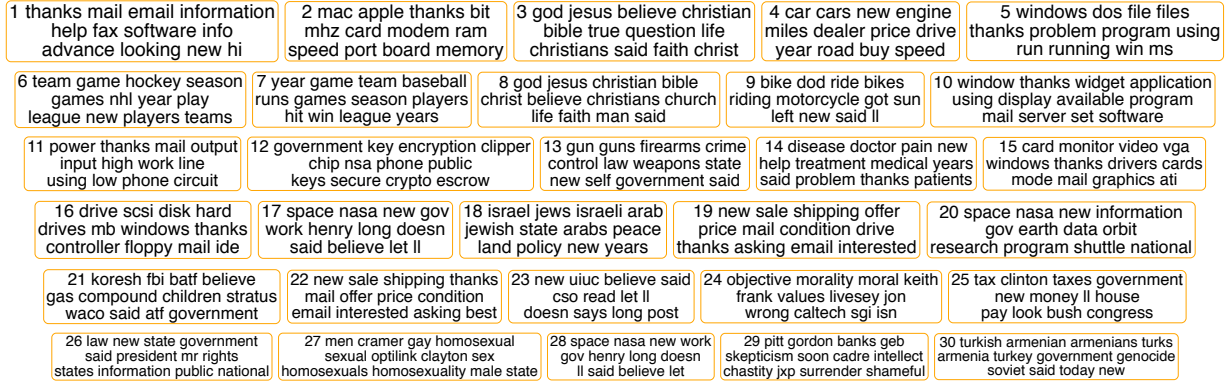 1 thanks mail email information
help fax software info
advance looking new hi
2 mac apple thanks bit
mhz card modem ram
speed port board memory
3 god jesus believe christian
bible true question life
christians said faith christ
4 car cars new engine
miles dealer price drive
year road buy speed
5 windows dos file files
thanks problem program using
run running win ms
6 team game hockey season
games nhl year play
league new players teams
7 year game team baseball
runs games season players
hit win league years
8 god jesus christian bible
christ believe christians church
life faith man said
9 bike dod ride bikes
riding motorcycle got sun
left new said ll
10 window thanks widget application
using display available program
mail server set software
11 power thanks mail output
input high work line
using low phone circuit
12 government key encryption clipper
chip nsa phone public
keys secure crypto escrow
13 gun guns firearms crime
control law weapons state
new self government said
14 disease doctor pain new
help treatment medical years
said problem thanks patients
15 card monitor video vga
windows thanks drivers cards
mode mail graphics ati
16 drive scsi disk hard
drives mb windows thanks
controller floppy mail ide
17 space nasa new gov
work henry long doesn
said believe let ll
18 israel jews israeli arab
jewish state arabs peace
land policy new years
19 new sale shipping offer
price mail condition drive
thanks asking email interested
20 space nasa new information
gov earth data orbit
research program shuttle national
21 koresh fbi batf believe
gas compound children stratus
waco said atf government
22 new sale shipping thanks
mail offer price condition
email interested asking best
23 new uiuc believe said
cso read let ll
doesn says long post
24 objective morality moral keith
frank values livesey jon
wrong caltech sgi isn
25 tax clinton taxes government
new money ll house
pay look bush congress
26 law new state government
said president mr rights
states information public national
27 men cramer gay homosexual
sexual optilink clayton sex
homosexuals homosexuality male state
28 space nasa new work
gov henry long doesn
ll said believe let
29 pitt gordon banks geb
skepticism soon cadre intellect
chastity jxp surrender shameful
30 turkish armenian armenians turks
armenia turkey government genocide
soviet said today new